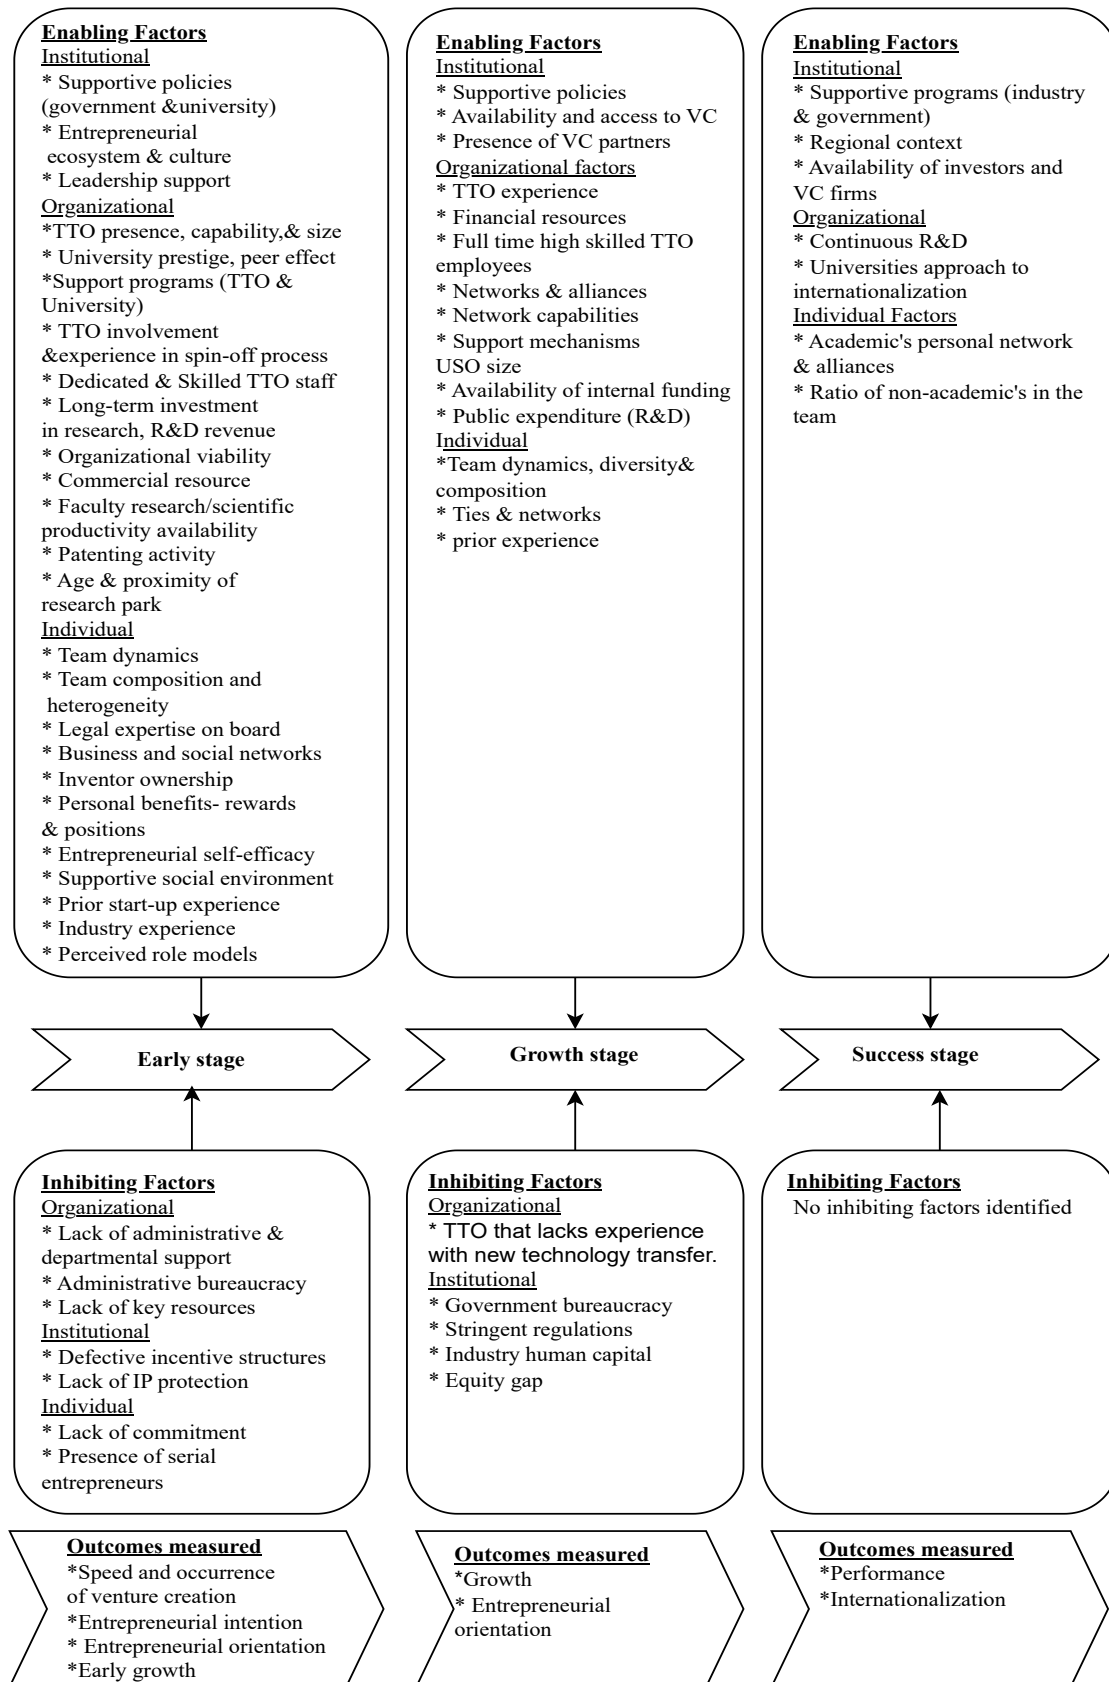 Enabling Factors
Institutional
* Supportive policies
(government &university)
* Entrepreneurial
ecosystem & culture
* Leadership support
Organizational
*TTO presence, capability,& size
* University prestige, peer effect
*Support programs (TTO &
University)
* TTO involvement
&experience in spin-off process
* Dedicated & Skilled TTO staff
* Long-term investment
in research, R&D revenue
* Organizational viability
* Commercial resource
* Faculty research/scientific
productivity availability
* Patenting activity
* Age & proximity of
research park
Individual
* Team dynamics
* Team composition and
heterogeneity
* Legal expertise on board
* Business and social networks
* Inventor ownership
* Personal benefits- rewards
& positions
* Entrepreneurial self-efficacy
* Supportive social environment
* Prior start-up experience
* Industry experience
* Perceived role models
Enabling Factors
Institutional
* Supportive policies
* Availability and access to VC
* Presence of VC partners
Organizational factors
* TTO experience
* Financial resources
* Full time high skilled TTO
employees
* Networks & alliances
* Network capabilities
* Support mechanisms
USO size
* Availability of internal funding
* Public expenditure (R&D)
Individual
*Team dynamics, diversity&
composition
* Ties & networks
* prior experience
Enabling Factors
Institutional
* Supportive programs (industry
& government)
* Regional context
* Availability of investors and
VC firms
Organizational
* Continuous R&D
* Universities approach to
internationalization
Individual Factors
* Academic's personal network
& alliances
* Ratio of non-academic's in the
team
Early stage
Growth stage
Success stage
Inhibiting Factors
Organizational
* Lack of administrative &
departmental support
* Administrative bureaucracy
* Lack of key resources
Institutional
* Defective incentive structures
* Lack of IP protection
Individual
* Lack of commitment
* Presence of serial
entrepreneurs
Inhibiting Factors
Organizational
* TTO that lacks experience
with new technology transfer.
Institutional
* Government bureaucracy
* Stringent regulations
* Industry human capital
* Equity gap
Inhibiting Factors
No inhibiting factors identified
Outcomes measured
*Speed and occurrence
of venture creation
*Entrepreneurial intention
* Entrepreneurial orientation
*Early growth
Outcomes measured
*Growth
* Entrepreneurial
orientation
Outcomes measured
*Performance
*Internationalization